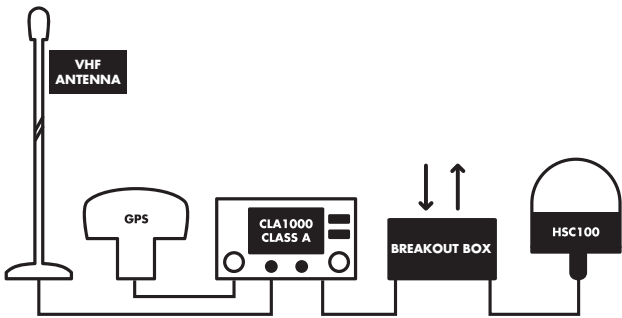 VHF
ANTENNA
GPS
CLA1000
CLASS A
BREAKOUT BOX
HSC100